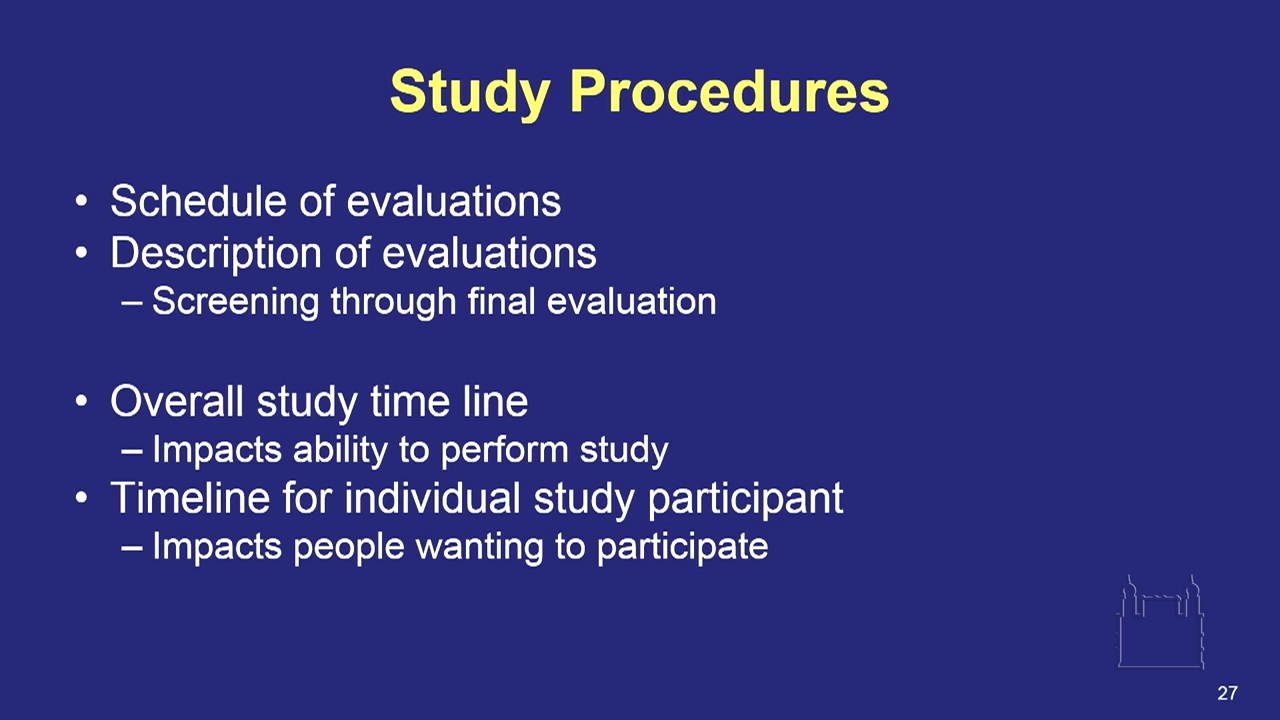 Study Procedures
• Schedule of evaluations
• Description of evaluations
– Screening through final evaluation
• Overall study time line
– Impacts ability to perform study
• Timeline for individual study participant
– Impacts people wanting to participate
27